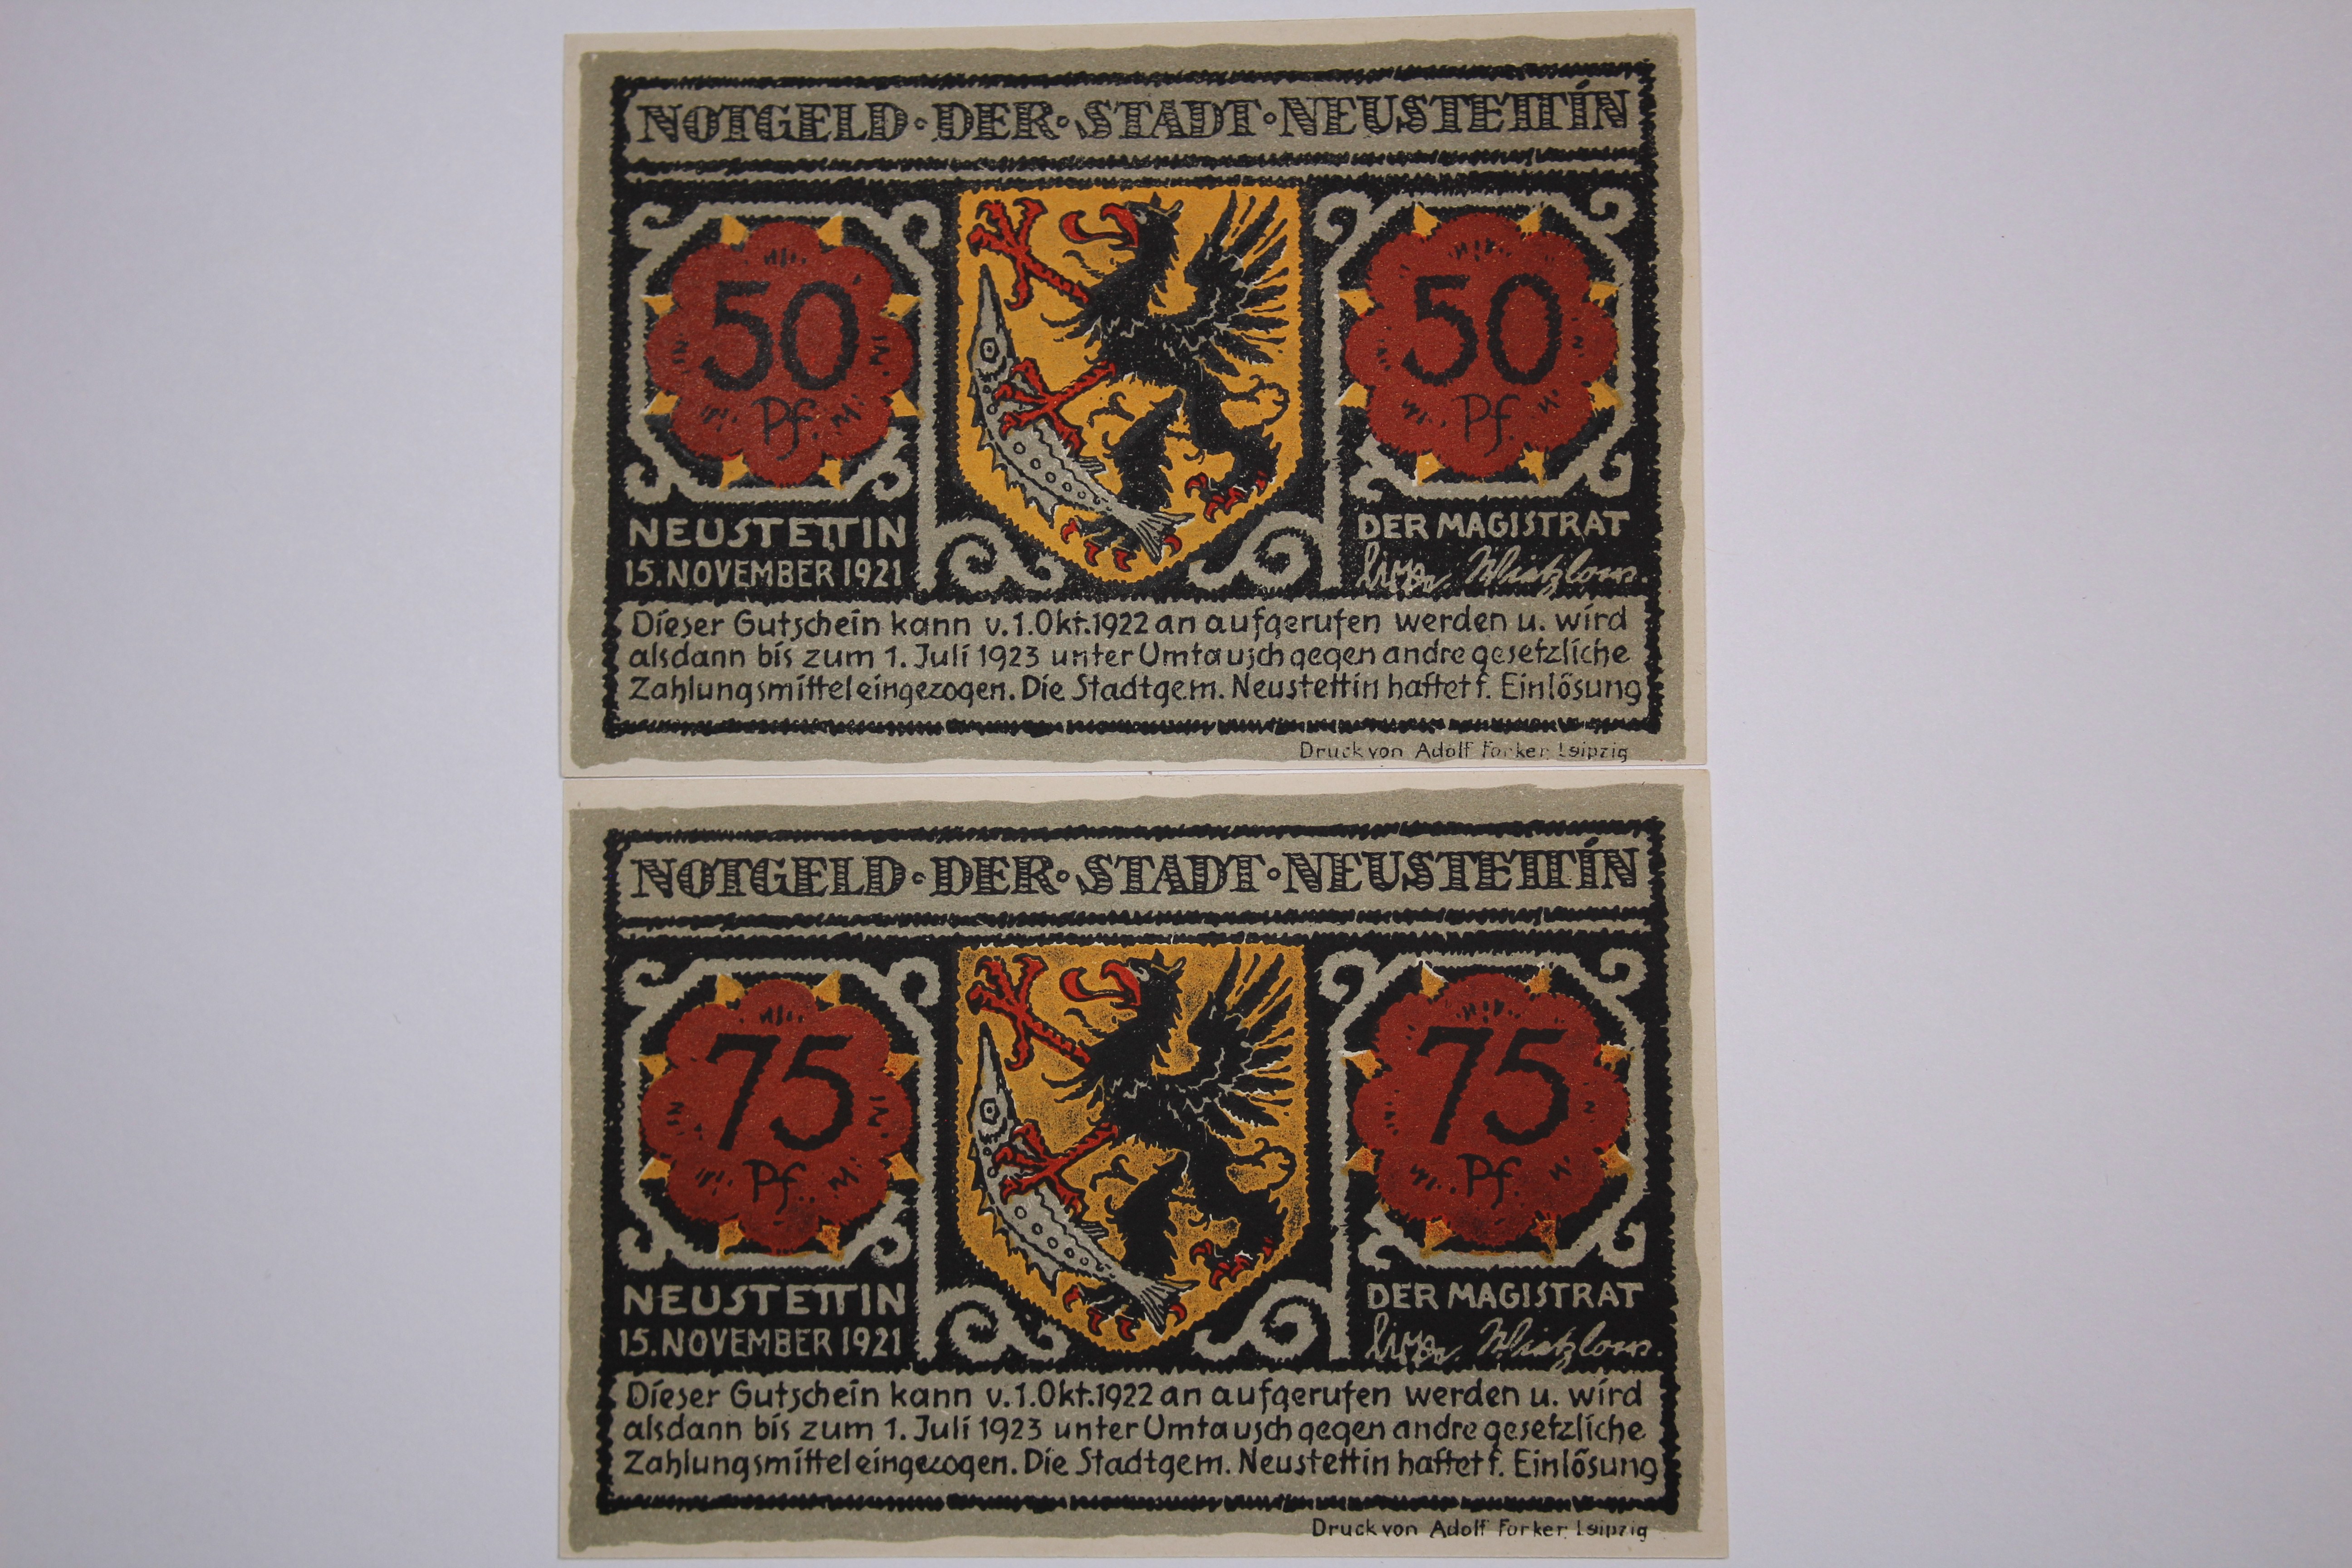 NOTGELD·DER·STADT·NEUSTETTIN
50
Pf.
50
Pf.
NEUSTETTIN
15. NOVEMBER 1921
DER MAGISTRAT
Dieser Gutschein kann v. 1. Okt. 1922 an aufgerufen werden u. wird
alsdann bis zum 1. Juli 1923 unter Umtausch gegen andre gesetzliche
Zahlungsmittel eingezogen. Die Stadtgem. Neustettin haftet f. Einlösung
Druck von Adolf Forker, Leipzig
NOTGELD·DER·STADT·NEUSTETTIN
75
Pf.
75
Pf.
NEUSTETTIN
15. NOVEMBER 1921
DER MAGISTRAT
Dieser Gutschein kann v. 1. Okt. 1922 an aufgerufen werden u. wird
alsdann bis zum 1. Juli 1923 unter Umtausch gegen andre gesetzliche
Zahlungsmittel eingezogen. Die Stadtgem. Neustettin haftet f. Einlösung
Druck von Adolf Forker, Leipzig